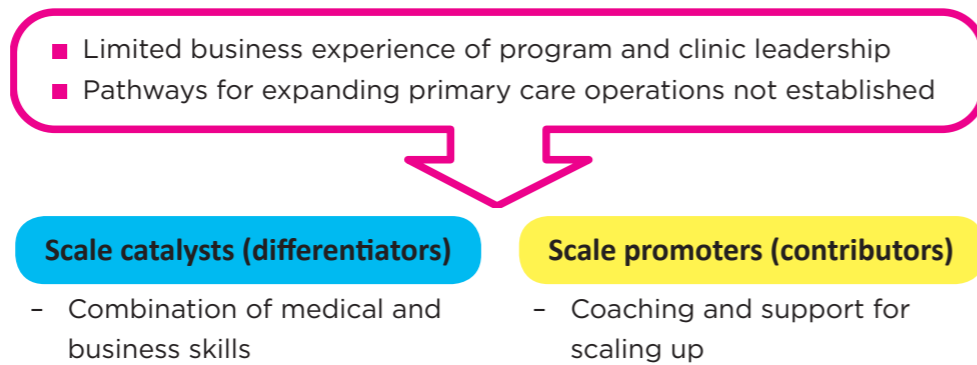 ■ Limited business experience of program and clinic leadership
■ Pathways for expanding primary care operations not established
Scale catalysts (differentiators)
– Combination of medical and
business skills
Scale promoters (contributors)
– Coaching and support for
scaling up